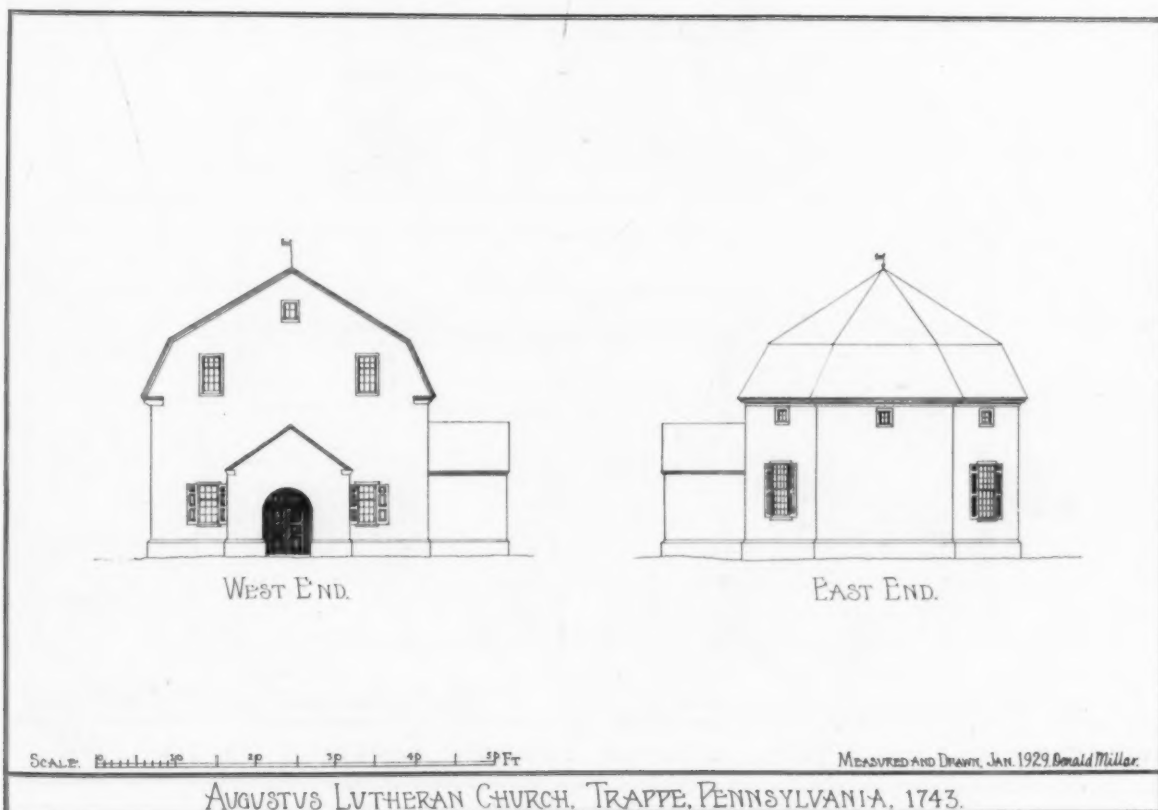 WEST END.
EAST END.
SCALE. 0 10 20 30 40 50 FT
MEASURED AND DRAWN, JAN. 1929. Donald Millar.
AUGUSTUS LUTHERAN CHURCH, TRAPPE, PENNSYLVANIA, 1743.